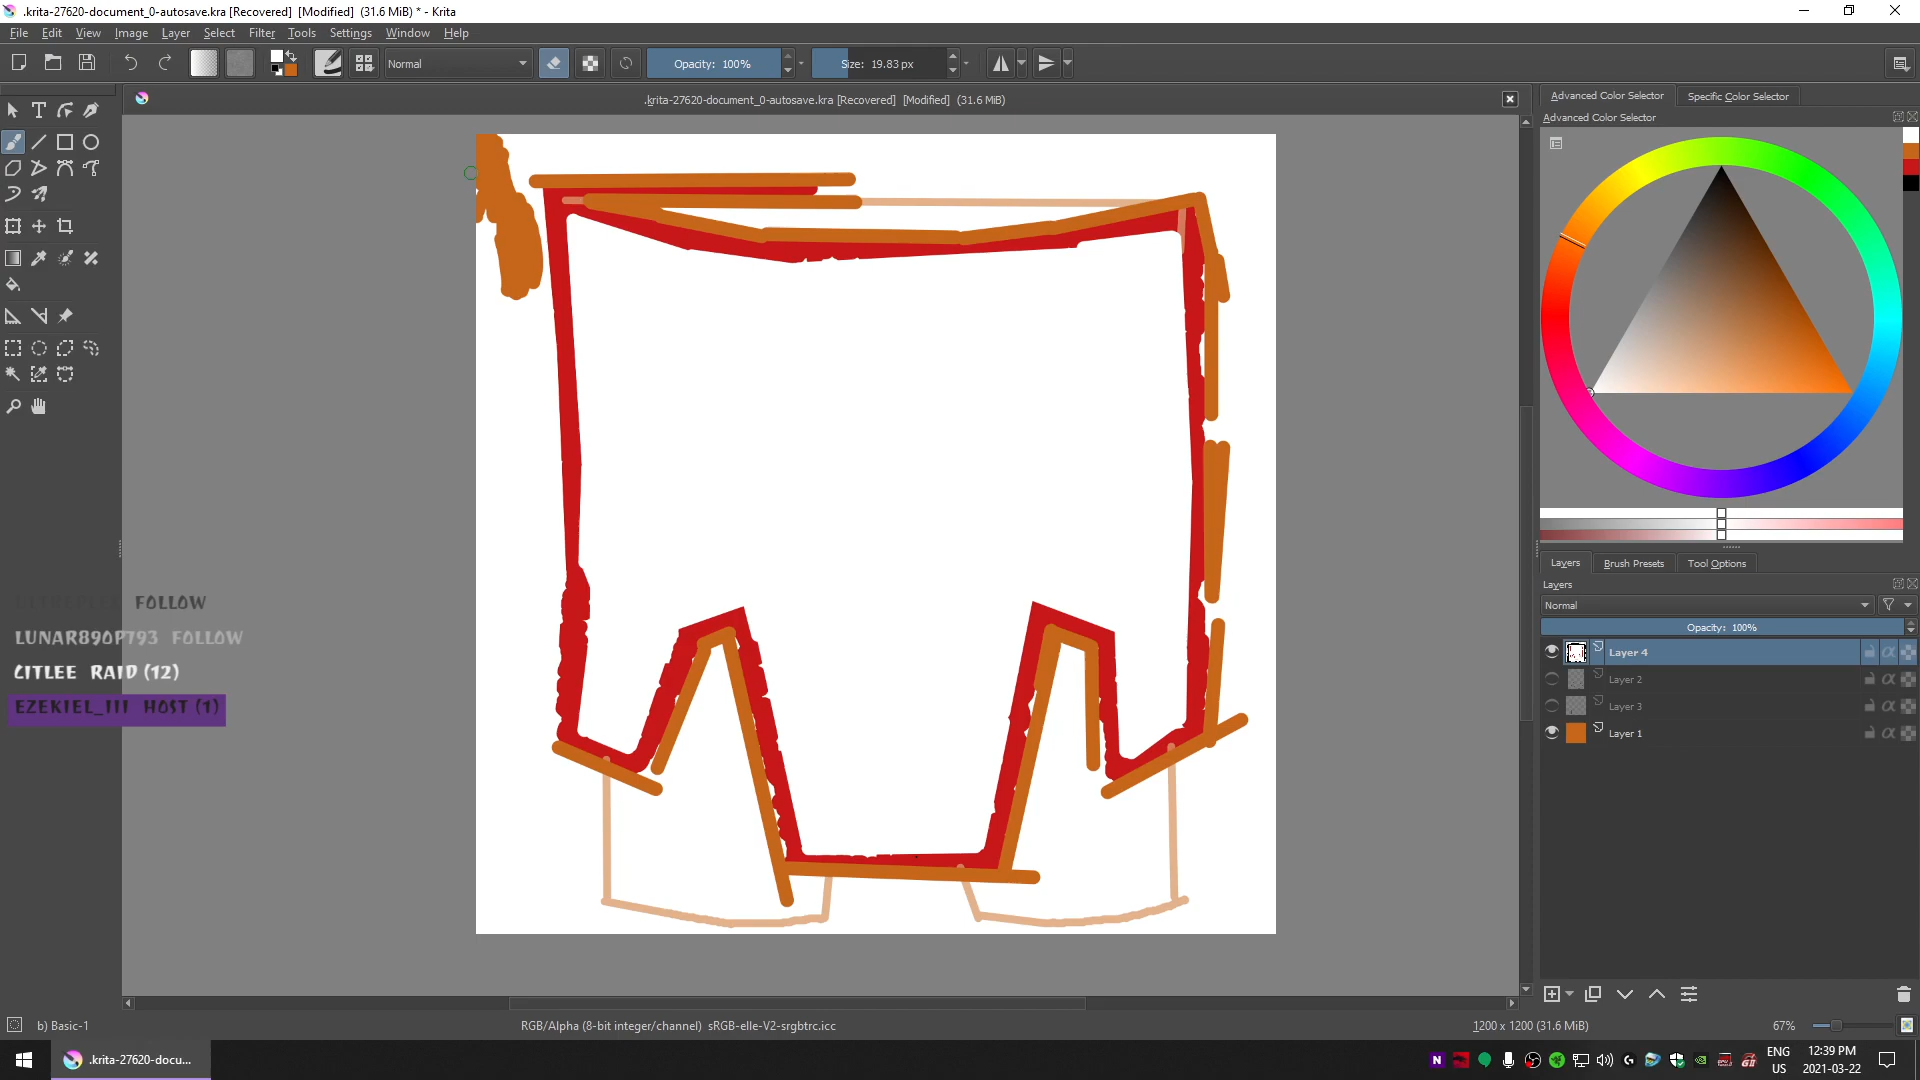 .krita-27620-document_0-autosave.kra [Recovered]  [Modified]  (31.6 MiB) * - Krita
File Edit View Image Layer Select Filter Tools Settings Window Help
Normal
Opacity: 100%
Size: 19.83 px
.krita-27620-document_0-autosave.kra [Recovered]  [Modified]  (31.6 MiB)
Advanced Color Selector
Specific Color Selector
Advanced Color Selector
FOLLOW
LUNAR890P793 FOLLOW
CITLEE RAID (12)
EZEKIEL_III HOST (1)
Layers
Brush Presets
Tool Options
Layers
Normal
Opacity: 100%
Layer 4
Layer 2
Layer 3
Layer 1
b) Basic-1
RGB/Alpha (8-bit integer/channel)  sRGB-elle-V2-srgbtrc.icc
1200 x 1200 (31.6 MiB)
67%
.krita-27620-docu...
ENG
US
12:39 PM
2021-03-22